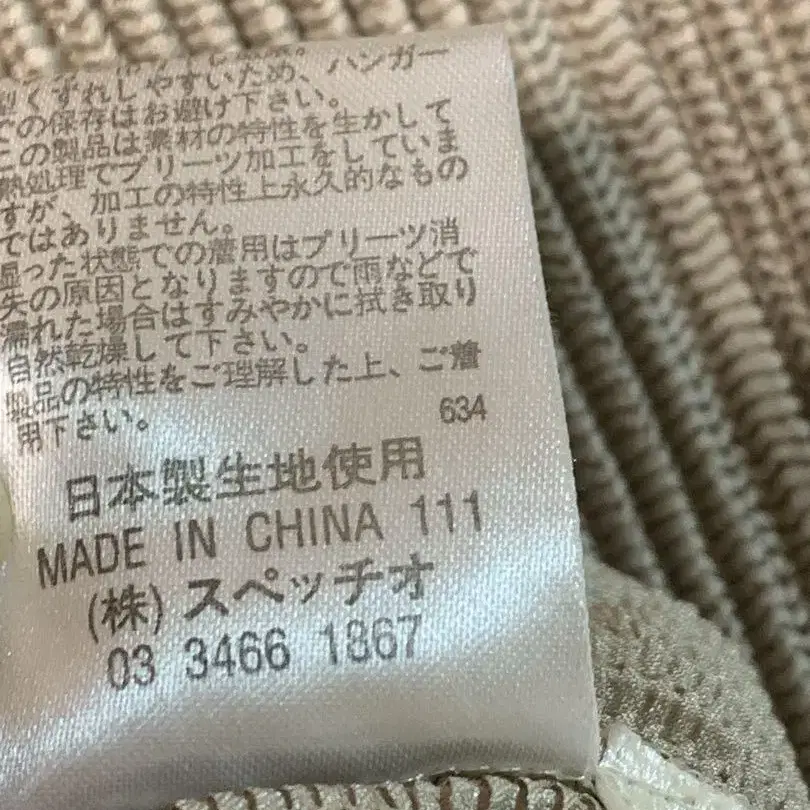 型くずれしやすいため、ハンガー
での保存はお避け下さい。
この製品は素材の特性を生かして
熱処理でプリーツ加工をしていま
すが、加工の特性上永久的なもの
ではありません。
湿った状態での着用はプリーツ消
失の原因となりますので雨などで
濡れた場合はすみやかに拭き取り
自然乾燥して下さい。
製品の特性をご理解した上、ご着
用下さい。
634
日本製生地使用
MADE IN CHINA 111
(株) スペッチオ
03 3466 1867